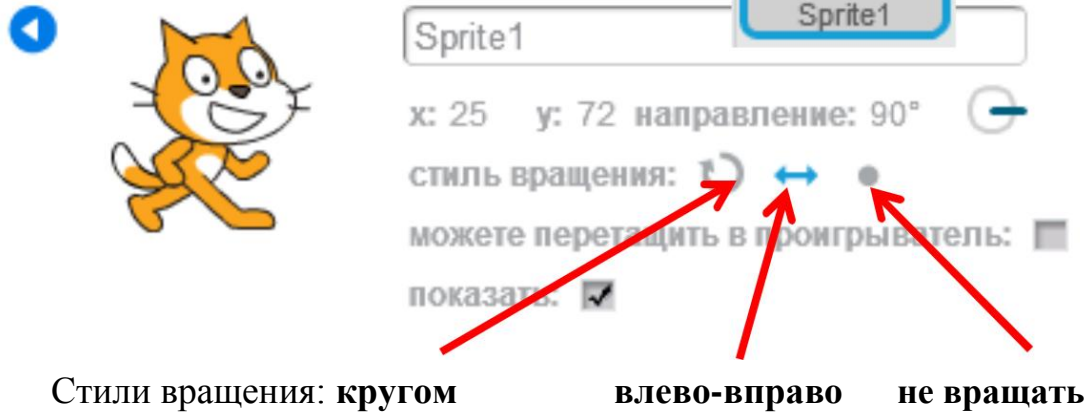 Sprite1
Sprite1
x: 25 y: 72 направление: 90°
стиль вращения:
можете перетащить в проигрыватель:
показать:
Стили вращения: кругом влево-вправо не вращать